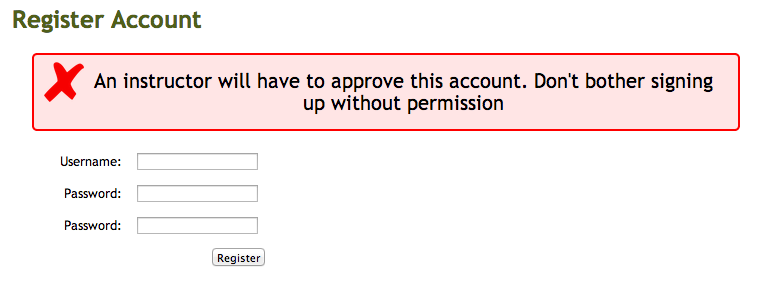 Register Account
An instructor will have to approve this account. Don't bother signing
up without permission
Username:
Password:
Password:
Register